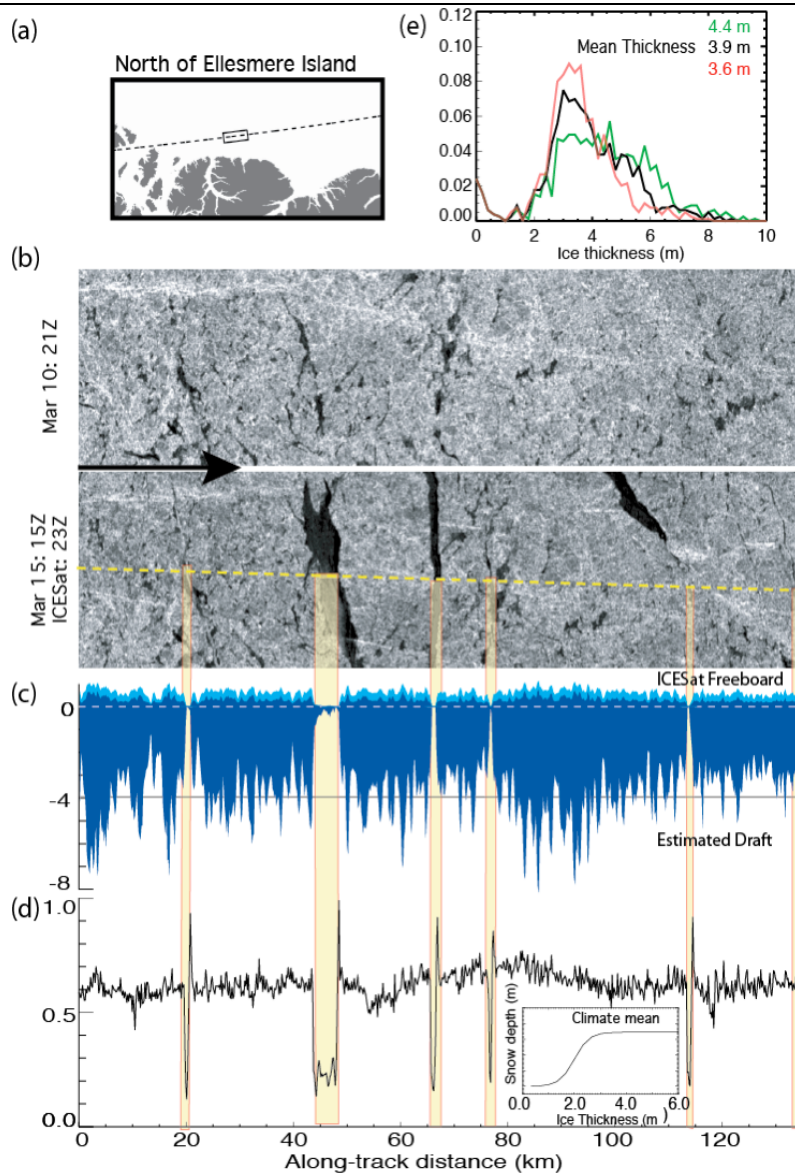 (a)
North of Ellesmere Island
(e)
0.12
0.10
0.08
0.06
0.04
0.02
0.00
Mean Thickness
4.4 m
3.9 m
3.6 m
0 2 4 6 8 10
Ice thickness (m)
(b)
Mar 10: 21Z
Mar 15: 15Z
ICESat: 23Z
(c)
ICESat Freeboard
0
-4
-8
Estimated Draft
(d)
1.0
0.5
0.0
Snow depth (m)
Climate mean
0.0 2.0 4.0 6.0
Ice Thickness (m )
0 20 40 60 80 100 120
Along-track distance (km)